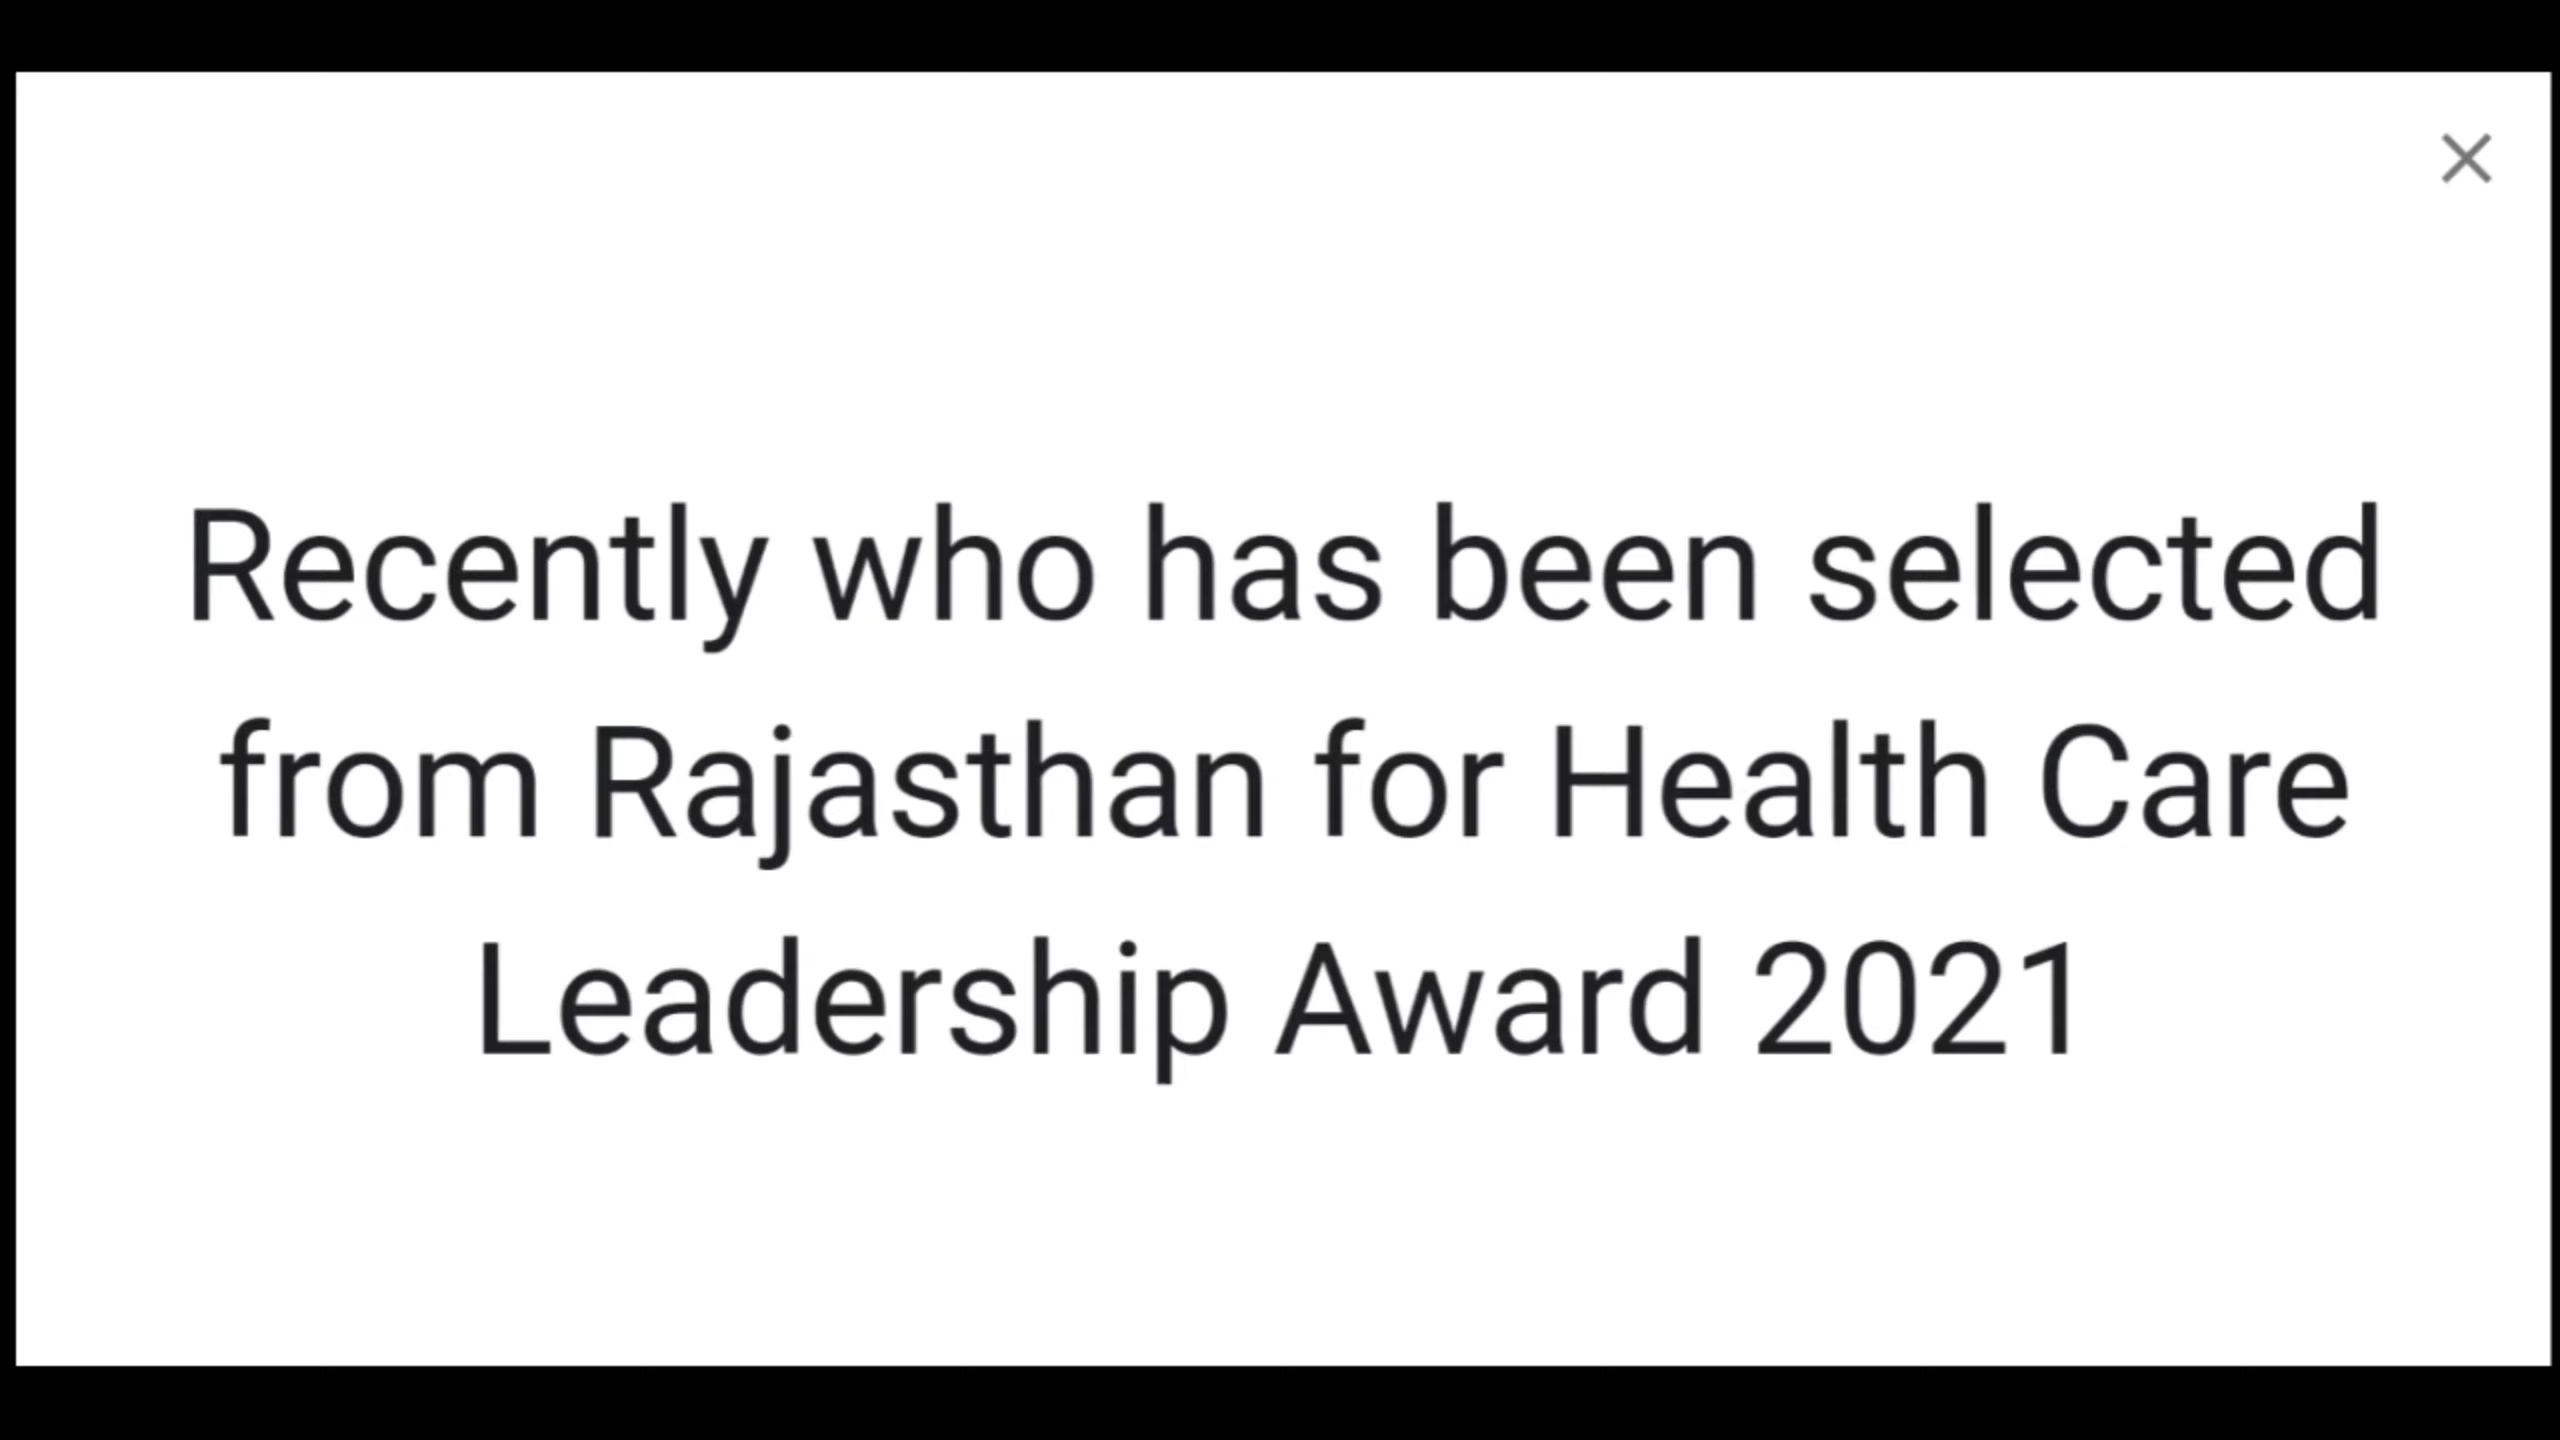 Recently who has been selected
from Rajasthan for Health Care
Leadership Award 2021